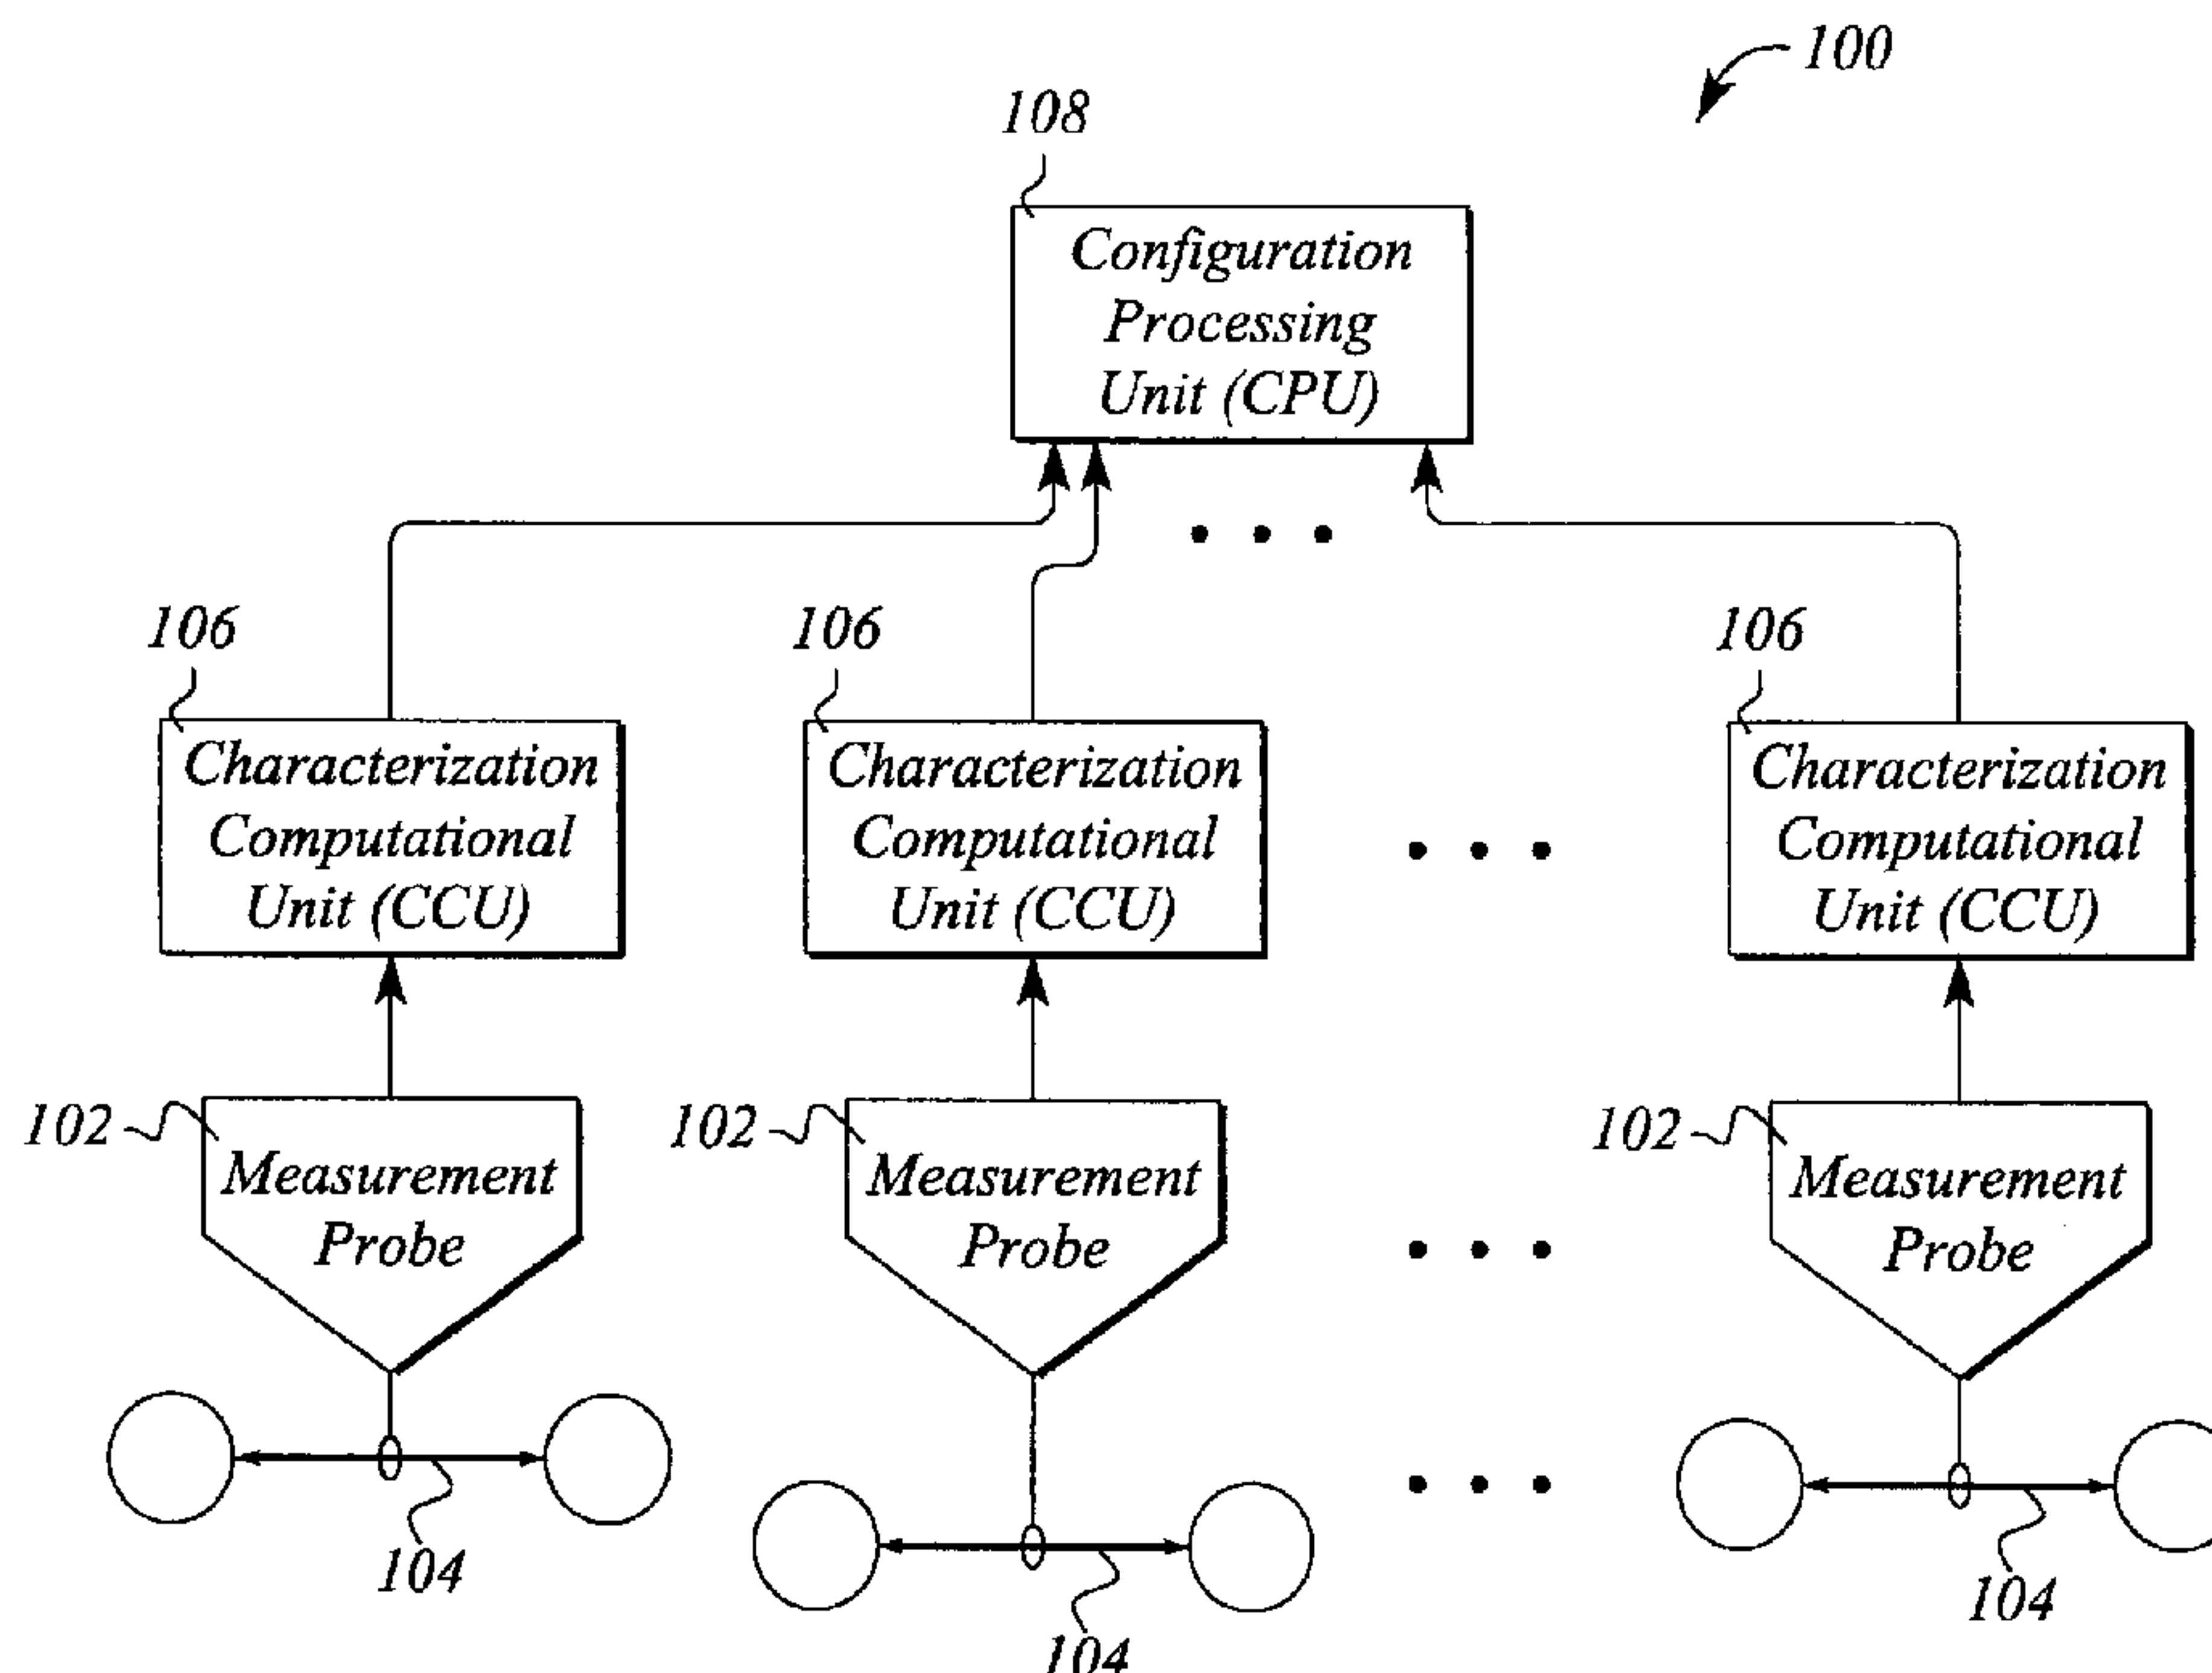 100
108
Configuration
Processing
Unit (CPU)
106
106
106
Characterization
Computational
Unit (CCU)
Characterization
Computational
Unit (CCU)
Characterization
Computational
Unit (CCU)
102
Measurement
Probe
102
Measurement
Probe
102
Measurement
Probe
104
104
104